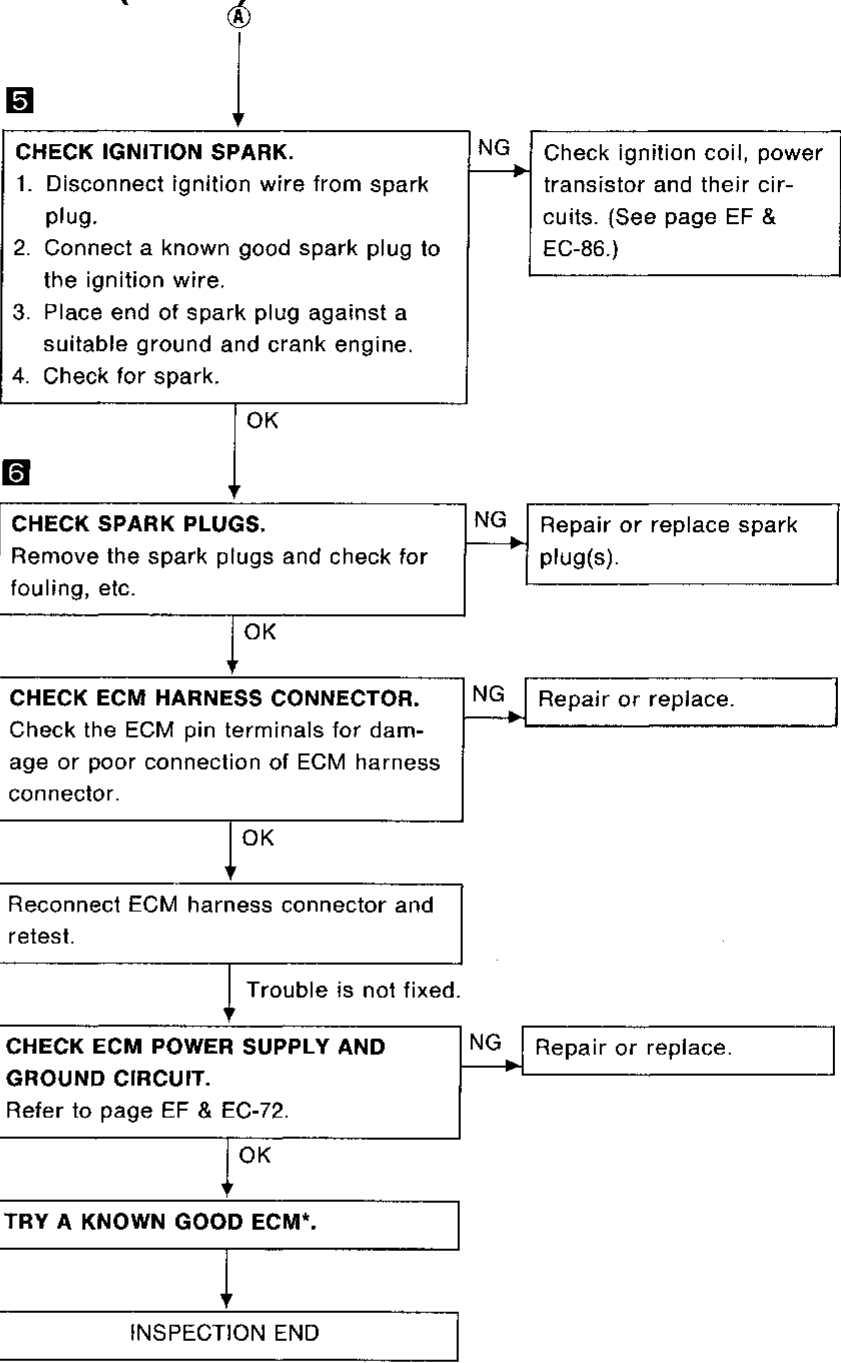 A
5
CHECK IGNITION SPARK.
1. Disconnect ignition wire from spark
plug.
2. Connect a known good spark plug to
the ignition wire.
3. Place end of spark plug against a
suitable ground and crank engine.
4. Check for spark.
NG
Check ignition coil, power
transistor and their cir-
cuits. (See page EF &
EC-86.)
OK
6
CHECK SPARK PLUGS.
Remove the spark plugs and check for
fouling, etc.
NG
Repair or replace spark
plug(s).
OK
CHECK ECM HARNESS CONNECTOR.
Check the ECM pin terminals for dam-
age or poor connection of ECM harness
connector.
NG
Repair or replace.
OK
Reconnect ECM harness connector and
retest.
Trouble is not fixed.
CHECK ECM POWER SUPPLY AND
GROUND CIRCUIT.
Refer to page EF & EC-72.
NG
Repair or replace.
OK
TRY A KNOWN GOOD ECM*.
INSPECTION END